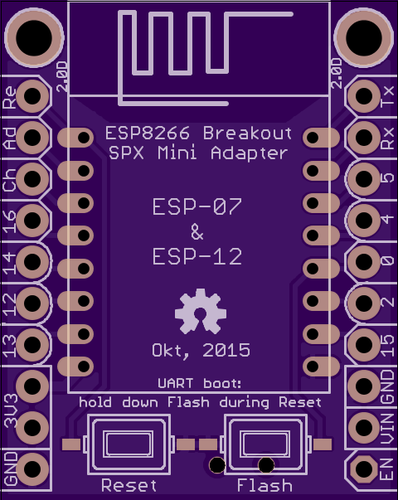 2.0D
2.0D
Re
Ad
Ch
16
14
12
13
3V3
GND
Tx
Rx
5
4
0
2
15
GND
VIN
EN
ESP8266 Breakout
SPX Mini Adapter
ESP-07
&
ESP-12
Okt, 2015
UART boot:
hold down Flash during Reset
Reset
Flash